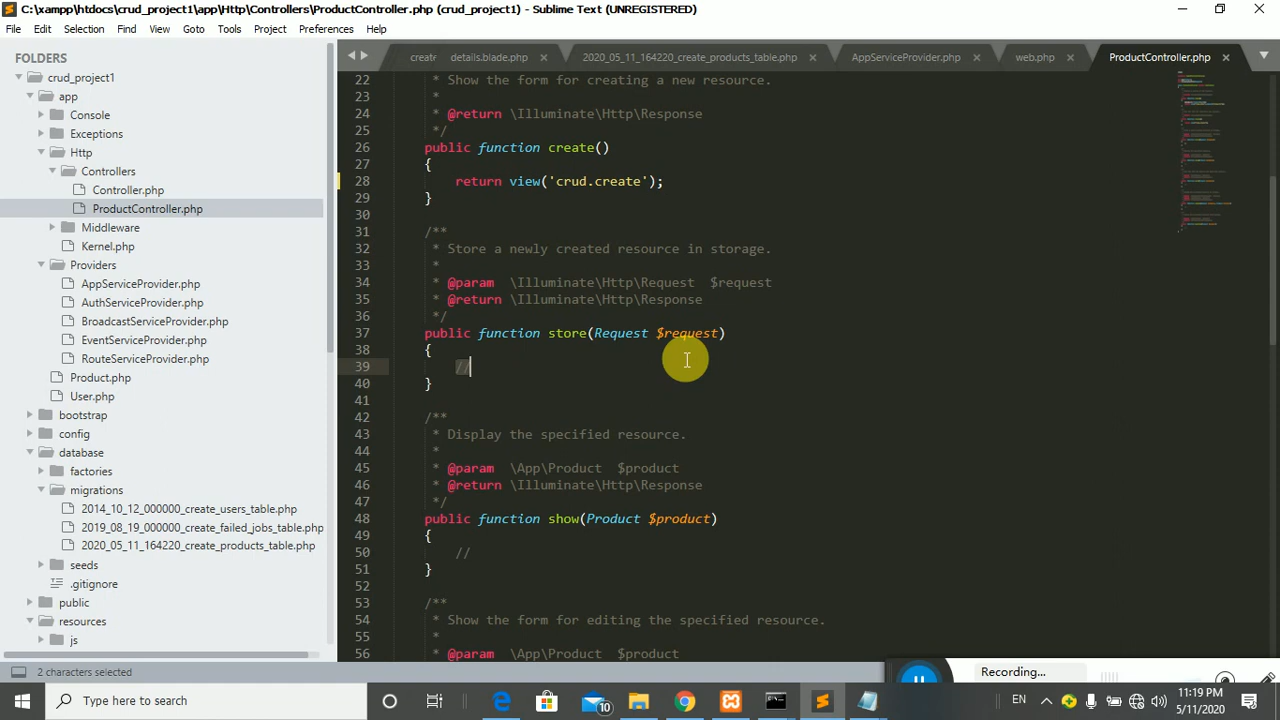 C:\xampp\htdocs\crud_project1\app\Http\Controllers\ProductController.php (crud_project1) - Sublime Text (UNREGISTERED)
File Edit Selection Find View Goto Tools Project Preferences Help
FOLDERS
crud_project1
app
Console
Exceptions
Http
Controllers
Controller.php
ProductController.php
Middleware
Kernel.php
Providers
AppServiceProvider.php
AuthServiceProvider.php
BroadcastServiceProvider.php
EventServiceProvider.php
RouteServiceProvider.php
Product.php
User.php
bootstrap
config
database
factories
migrations
2014_10_12_000000_create_users_table.php
2019_08_19_000000_create_failed_jobs_table.php
2020_05_11_164220_create_products_table.php
seeds
.gitignore
public
resources
js
create details.blade.php 2020_05_11_164220_create_products_table.php AppServiceProvider.php web.php ProductController.php
22 * Show the form for creating a new resource.
23 *
24 * @return \Illuminate\Http\Response
25 */
26 public function create()
27 {
28 return view('crud.create');
29 }
30
31 /**
32 * Store a newly created resource in storage.
33 *
34 * @param \Illuminate\Http\Request $request
35 * @return \Illuminate\Http\Response
36 */
37 public function store(Request $request)
38 {
39 //
40 }
41
42 /**
43 * Display the specified resource.
44 *
45 * @param \App\Product $product
46 * @return \Illuminate\Http\Response
47 */
48 public function show(Product $product)
49 {
50 //
51 }
52
53 /**
54 * Show the form for editing the specified resource.
55 *
56 * @param \App\Product $product
2 characters selected
Recording...
Type here to search
10
EN
11:19 PM
5/11/2020